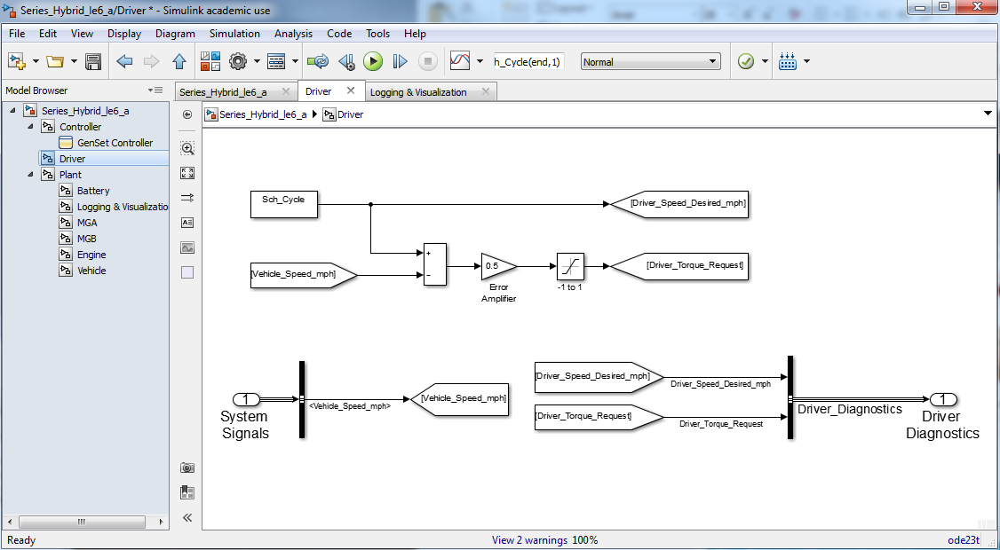 Series_Hybrid_le6_a/Driver * - Simulink academic use
File Edit View Display Diagram Simulation Analysis Code Tools Help
h_Cycle(end,1) Normal
Model Browser
Series_Hybrid_le6_a Driver Logging & Visualization
Series_Hybrid_le6_a Driver
Series_Hybrid_le6_a
Controller
GenSet Controller
Driver
Plant
Battery
Logging & Visualizatio
MGA
MGB
Engine
Vehicle
Sch_Cycle
[Driver_Speed_Desired_mph]
[Vehicle_Speed_mph]
+
−
0.5
Error
Amplifier
-1 to 1
[Driver_Torque_Request]
1
System
Signals
<Vehicle_Speed_mph>
[Vehicle_Speed_mph]
[Driver_Speed_Desired_mph]
Driver_Speed_Desired_mph
[Driver_Torque_Request]
Driver_Torque_Request
Driver_Diagnostics
1
Driver
Diagnostics
Ready
View 2 warnings 100%
ode23t